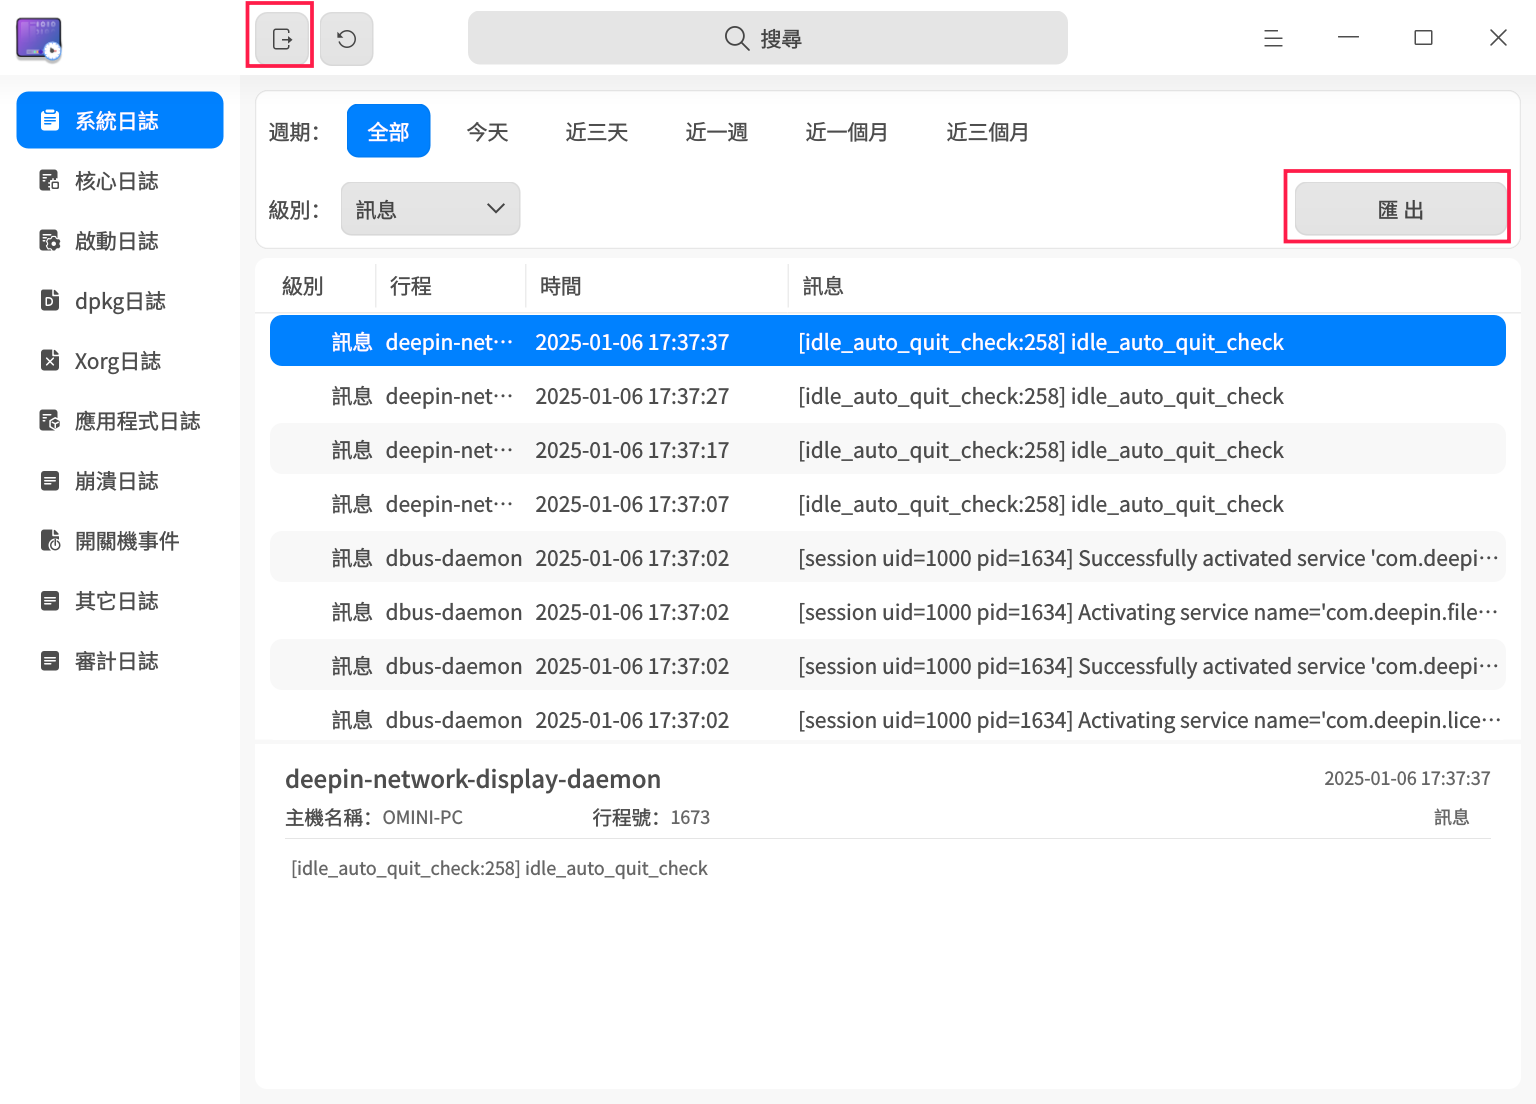 搜尋
系統日誌
核心日誌
啟動日誌
dpkg日誌
Xorg日誌
應用程式日誌
崩潰日誌
開關機事件
其它日誌
審計日誌
週期： 全部 今天 近三天 近一週 近一個月 近三個月
級別： 訊息 匯出
級別 行程 時間 訊息
訊息 deepin-net··· 2025-01-06 17:37:37 [idle_auto_quit_check:258] idle_auto_quit_check
訊息 deepin-net··· 2025-01-06 17:37:27 [idle_auto_quit_check:258] idle_auto_quit_check
訊息 deepin-net··· 2025-01-06 17:37:17 [idle_auto_quit_check:258] idle_auto_quit_check
訊息 deepin-net··· 2025-01-06 17:37:07 [idle_auto_quit_check:258] idle_auto_quit_check
訊息 dbus-daemon 2025-01-06 17:37:02 [session uid=1000 pid=1634] Successfully activated service 'com.deepi···
訊息 dbus-daemon 2025-01-06 17:37:02 [session uid=1000 pid=1634] Activating service name='com.deepin.file···
訊息 dbus-daemon 2025-01-06 17:37:02 [session uid=1000 pid=1634] Successfully activated service 'com.deepi···
訊息 dbus-daemon 2025-01-06 17:37:02 [session uid=1000 pid=1634] Activating service name='com.deepin.lice···
deepin-network-display-daemon 2025-01-06 17:37:37
主機名稱： OMINI-PC 行程號： 1673 訊息
[idle_auto_quit_check:258] idle_auto_quit_check